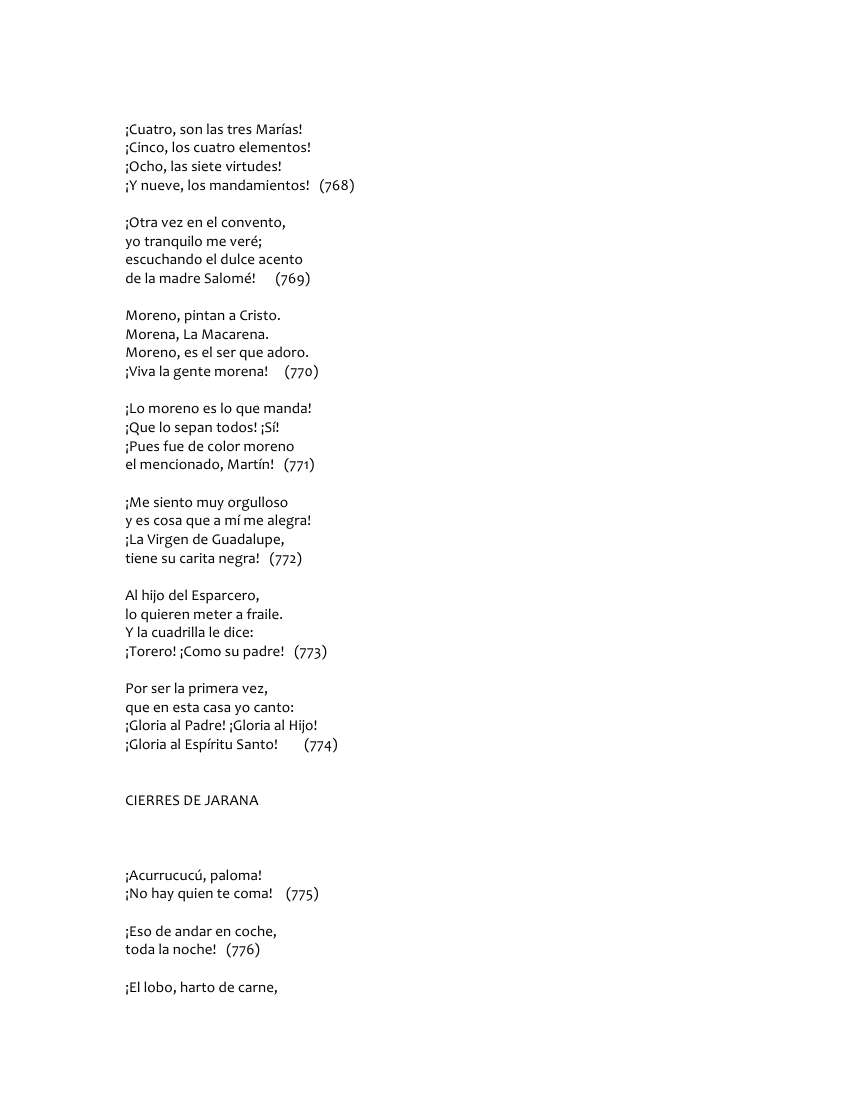 ¡Cuatro, son las tres Marías!
¡Cinco, los cuatro elementos!
¡Ocho, las siete virtudes!
¡Y nueve, los mandamientos! (768)
¡Otra vez en el convento,
yo tranquilo me veré;
escuchando el dulce acento
de la madre Salomé! (769)
Moreno, pintan a Cristo.
Morena, La Macarena.
Moreno, es el ser que adoro.
¡Viva la gente morena! (770)
¡Lo moreno es lo que manda!
¡Que lo sepan todos! ¡Sí!
¡Pues fue de color moreno
el mencionado, Martín! (771)
¡Me siento muy orgulloso
y es cosa que a mí me alegra!
¡La Virgen de Guadalupe,
tiene su carita negra! (772)
Al hijo del Esparcero,
lo quieren meter a fraile.
Y la cuadrilla le dice:
¡Torero! ¡Como su padre! (773)
Por ser la primera vez,
que en esta casa yo canto:
¡Gloria al Padre! ¡Gloria al Hijo!
¡Gloria al Espíritu Santo! (774)
CIERRES DE JARANA
¡Acurrucucú, paloma!
¡No hay quien te coma! (775)
¡Eso de andar en coche,
toda la noche! (776)
¡El lobo, harto de carne,